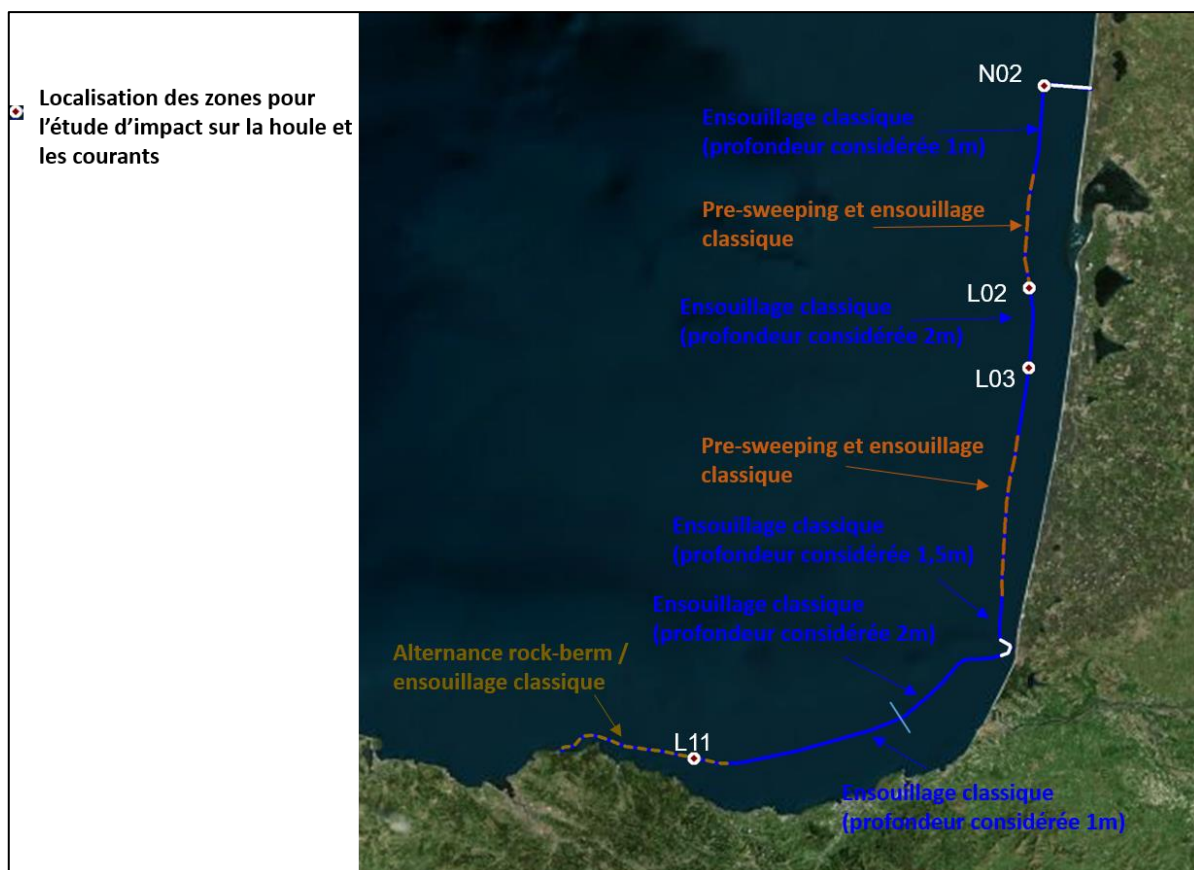 Localisation des zones pour
l'étude d'impact sur la houle et
les courants
N02
Ensouillage classique
(profondeur considérée 1m)
Pre-sweeping et ensouillage
classique
L02
Ensouillage classique
(profondeur considérée 2m)
L03
Pre-sweeping et ensouillage
classique
Ensouillage classique
(profondeur considérée 1,5m)
Ensouillage classique
(profondeur considérée 2m)
Alternance rock-berm /
ensouillage classique
L11
Ensouillage classique
(profondeur considérée 1m)